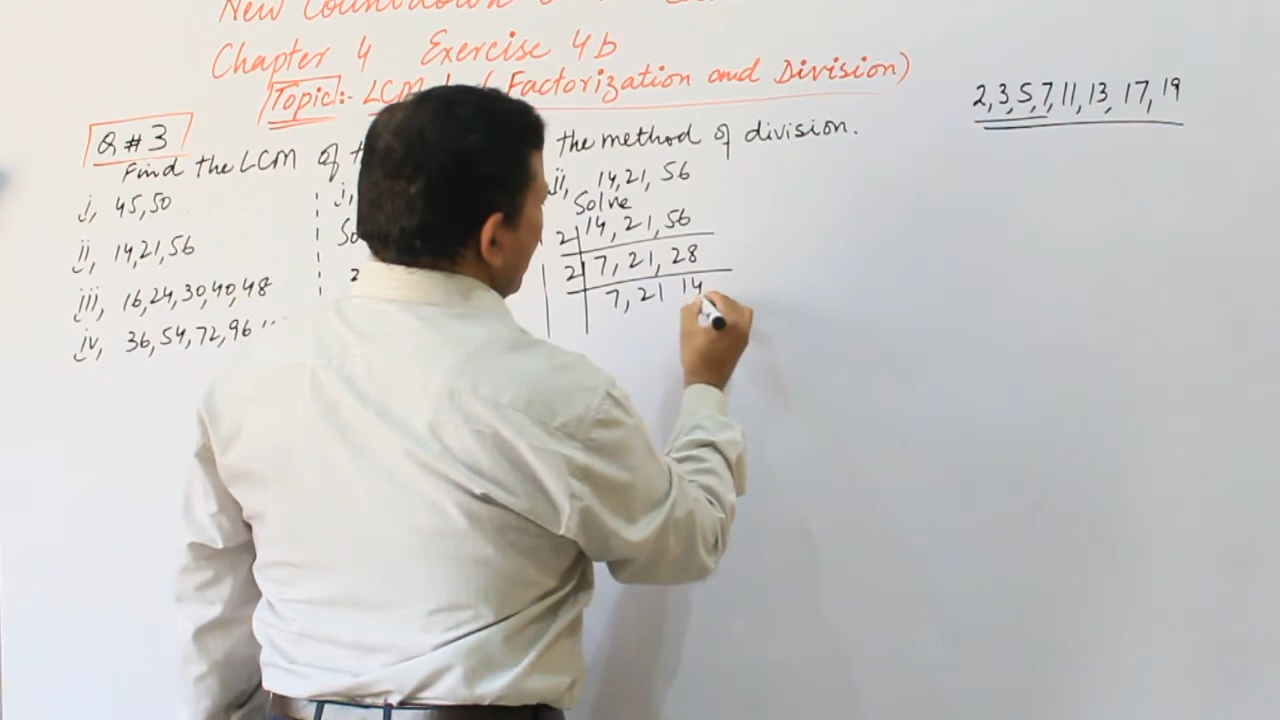 New Countdown
Chapter 4 Exercise 4b
Topic:- LCM Factorization and Division)
2,3,5,7,11,13,17,19
Q # 3
Find the LCM of the method of division.
i, 45,50
ii, 14,21,56
iii, 16,24,30,40,48
iv, 36,54,72,96
i,
2
ii, 14,21,56
Solve
2 14,21,56
2 7,21,28
7,21 14